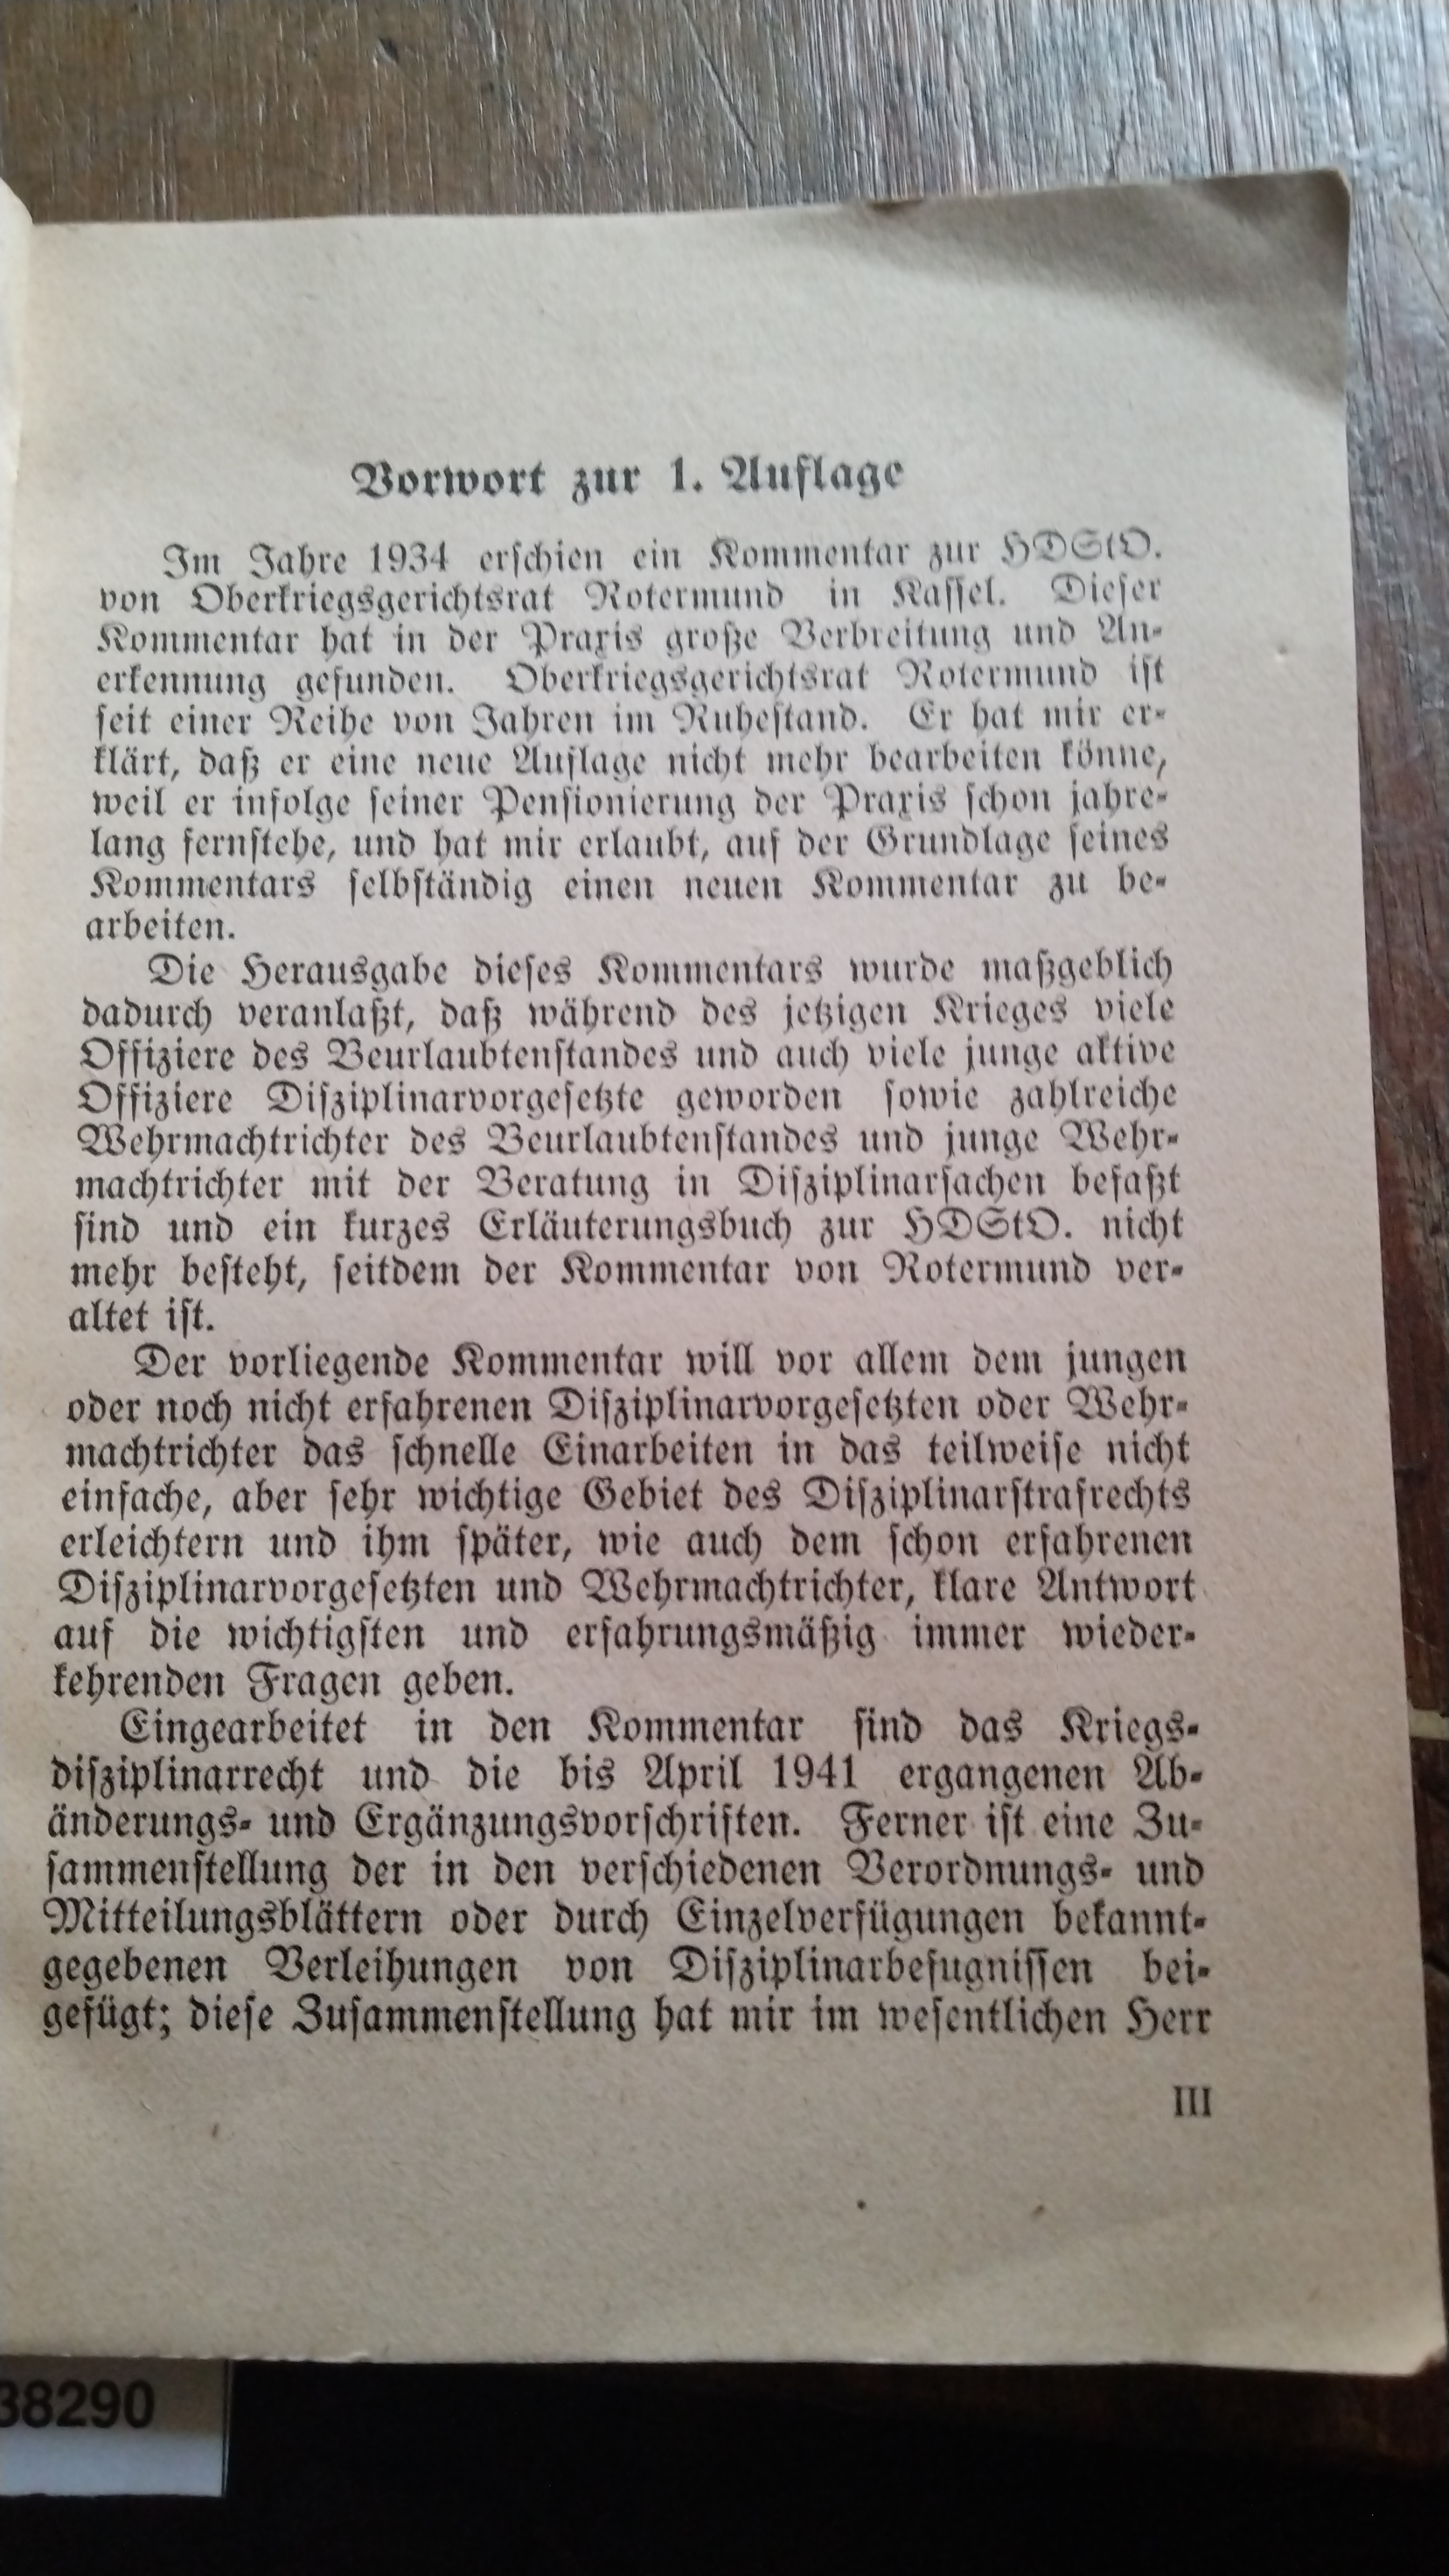 Vorwort zur 1. Auflage
Im Jahre 1934 erschien ein Kommentar zur HDStO.
von Oberkriegsgerichtsrat Rotermund in Kassel. Dieser
Kommentar hat in der Praxis große Verbreitung und An-
erkennung gefunden. Oberkriegsgerichtsrat Rotermund ist
seit einer Reihe von Jahren im Ruhestand. Er hat mir er-
klärt, daß er eine neue Auflage nicht mehr bearbeiten könne,
weil er infolge seiner Pensionierung der Praxis schon jahre-
lang fernstehe, und hat mir erlaubt, auf der Grundlage seines
Kommentars selbständig einen neuen Kommentar zu be-
arbeiten.
Die Herausgabe dieses Kommentars wurde maßgeblich
dadurch veranlaßt, daß während des jetzigen Krieges viele
Offiziere des Beurlaubtenstandes und auch viele junge aktive
Offiziere Disziplinarvorgesetzte geworden sowie zahlreiche
Wehrmachtrichter des Beurlaubtenstandes und junge Wehr-
machtrichter mit der Beratung in Disziplinarsachen befaßt
sind und ein kurzes Erläuterungsbuch zur HDStO. nicht
mehr besteht, seitdem der Kommentar von Rotermund ver-
altet ist.
Der vorliegende Kommentar will vor allem dem jungen
oder noch nicht erfahrenen Disziplinarvorgesetzten oder Wehr-
machtrichter das schnelle Einarbeiten in das teilweise nicht
einfache, aber sehr wichtige Gebiet des Disziplinarstrafrechts
erleichtern und ihm später, wie auch dem schon erfahrenen
Disziplinarvorgesetzten und Wehrmachtrichter, klare Antwort
auf die wichtigsten und erfahrungsmäßig immer wieder-
kehrenden Fragen geben.
Eingearbeitet in den Kommentar sind das Kriegs-
disziplinarrecht und die bis April 1941 ergangenen Ab-
änderungs- und Ergänzungsvorschriften. Ferner ist eine Zu-
sammenstellung der in den verschiedenen Verordnungs- und
Mitteilungsblättern oder durch Einzelverfügungen bekannt-
gegebenen Verleihungen von Disziplinarbefugnissen bei-
gefügt; diese Zusammenstellung hat mir im wesentlichen Herr
III
38290